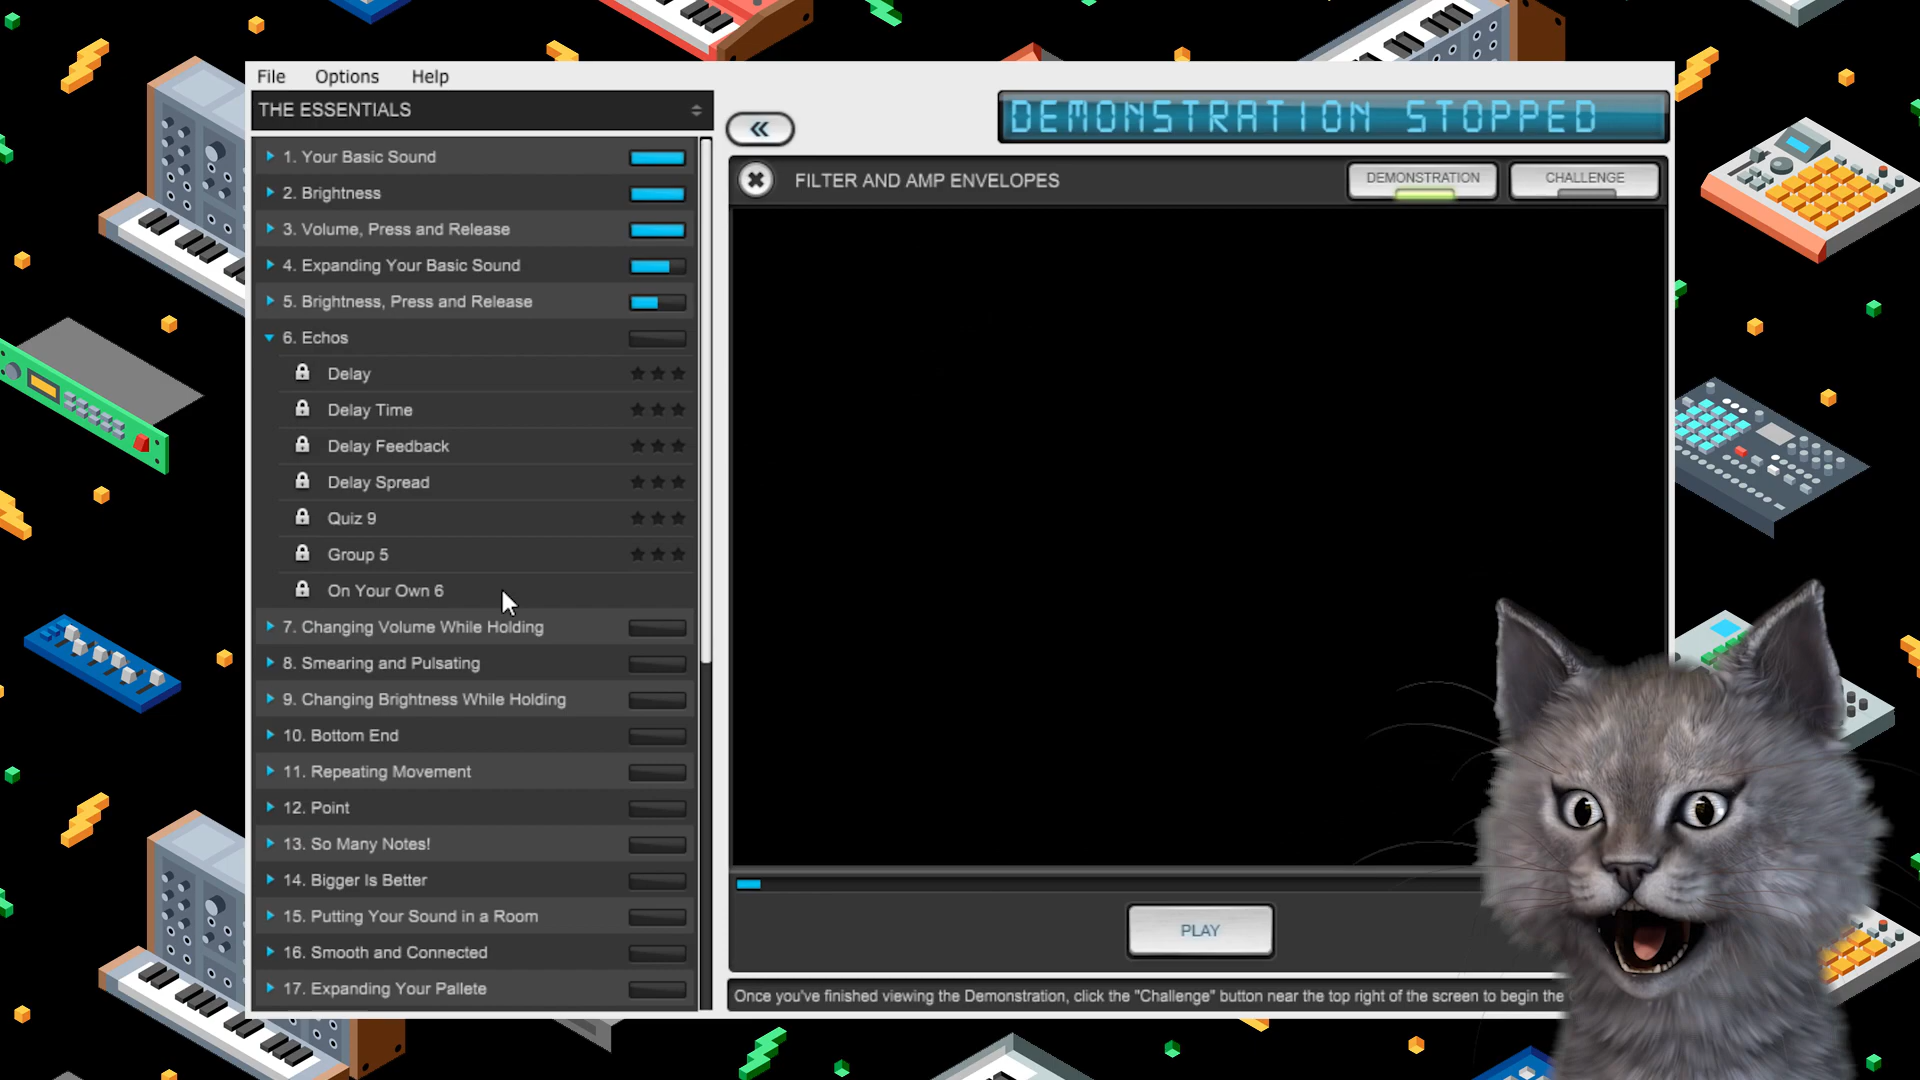 File Options Help
THE ESSENTIALS
DEMONSTRATION STOPPED
FILTER AND AMP ENVELOPES
DEMONSTRATION
CHALLENGE
1. Your Basic Sound
2. Brightness
3. Volume, Press and Release
4. Expanding Your Basic Sound
5. Brightness, Press and Release
6. Echos
Delay
Delay Time
Delay Feedback
Delay Spread
Quiz 9
Group 5
On Your Own 6
7. Changing Volume While Holding
8. Smearing and Pulsating
9. Changing Brightness While Holding
10. Bottom End
11. Repeating Movement
12. Point
13. So Many Notes!
14. Bigger Is Better
15. Putting Your Sound in a Room
16. Smooth and Connected
17. Expanding Your Pallete
PLAY
Once you've finished viewing the Demonstration, click the "Challenge" button near the top right of the screen to begin the